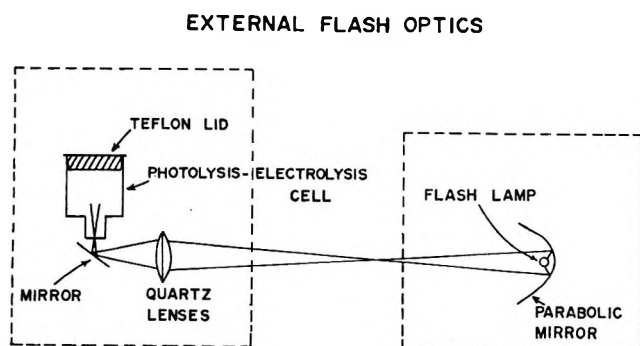 EXTERNAL FLASH OPTICS
TEFLON LID
PHOTOLYSIS-ELECTROLYSIS
CELL
FLASH LAMP
MIRROR
QUARTZ
LENSES
PARABOLIC
MIRROR